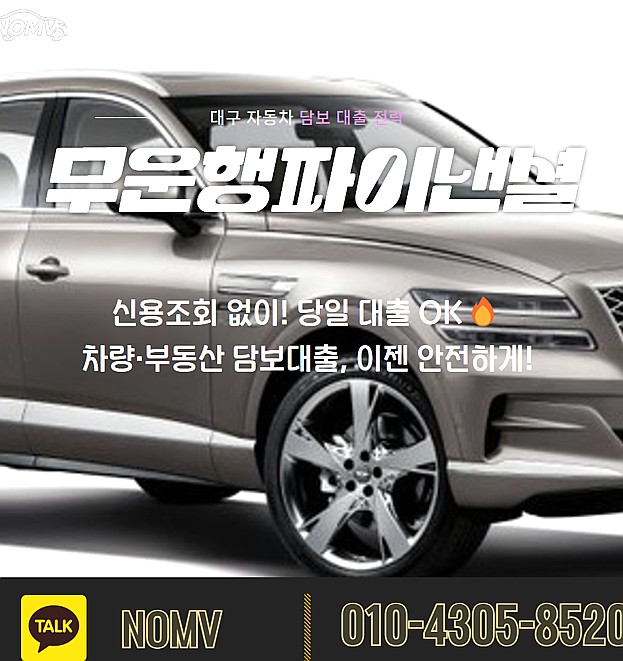 NOMV
대구 자동차 담보 대출 전략
무운행파이낸셜
신용조회 없이! 당일 대출 OK🔥
차량·부동산 담보대출, 이젠 안전하게!
TALK NOMV 010-4305-8520